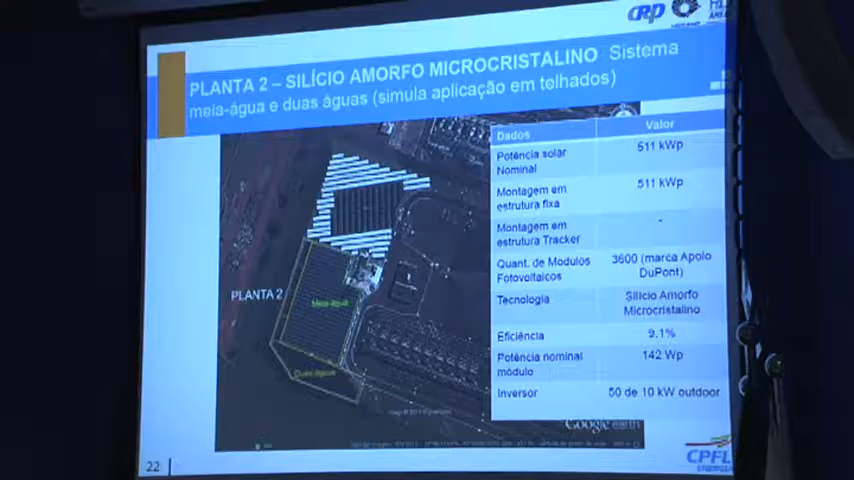 CRD
PLANTA 2 – SILÍCIO AMORFO MICROCRISTALINO Sistema
meia-água e duas águas (simula aplicação em telhados)
Dados Valor
Potência solar Nominal 511 kWp
Montagem em estrutura fixa 511 kWp
Montagem em estrutura Tracker -
Quant. de Modulos Fotovoltaicos 3600 (marca Apolo DuPont)
Tecnologia Silicio Amorfo Microcristalino
Eficiência 9.1%
Potência nominal módulo 142 Wp
Inversor 50 de 10 kW outdoor
PLANTA 2
Meia-água
Duas águas
Google earth
22
CPFL
ENERGIA